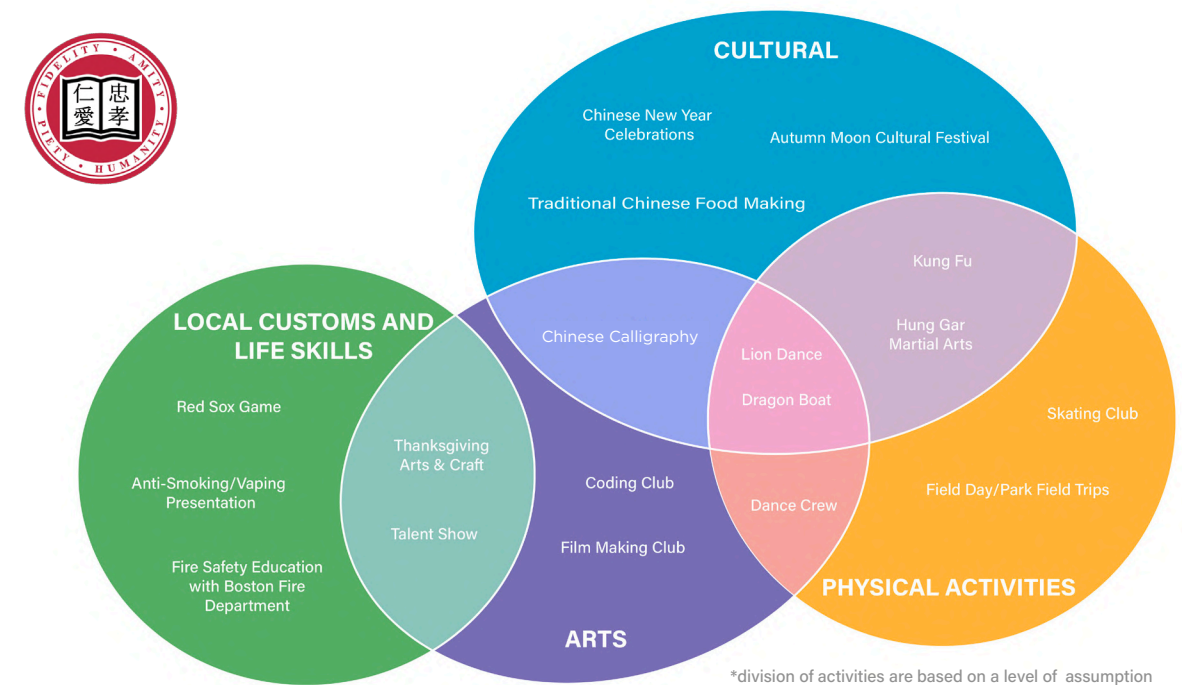 FIDELITY • AMITY • HUMANITY • PIETY •
仁 忠
愛 孝
CULTURAL
Chinese New Year
Celebrations
Autumn Moon Cultural Festival
Traditional Chinese Food Making
Kung Fu
Hung Gar
Martial Arts
LOCAL CUSTOMS AND
LIFE SKILLS
Chinese Calligraphy
Lion Dance
Dragon Boat
Red Sox Game
Skating Club
Thanksgiving
Arts & Craft
Anti-Smoking/Vaping
Presentation
Coding Club
Field Day/Park Field Trips
Dance Crew
Talent Show
Film Making Club
Fire Safety Education
with Boston Fire
Department
PHYSICAL ACTIVITIES
ARTS
*division of activities are based on a level of assumption